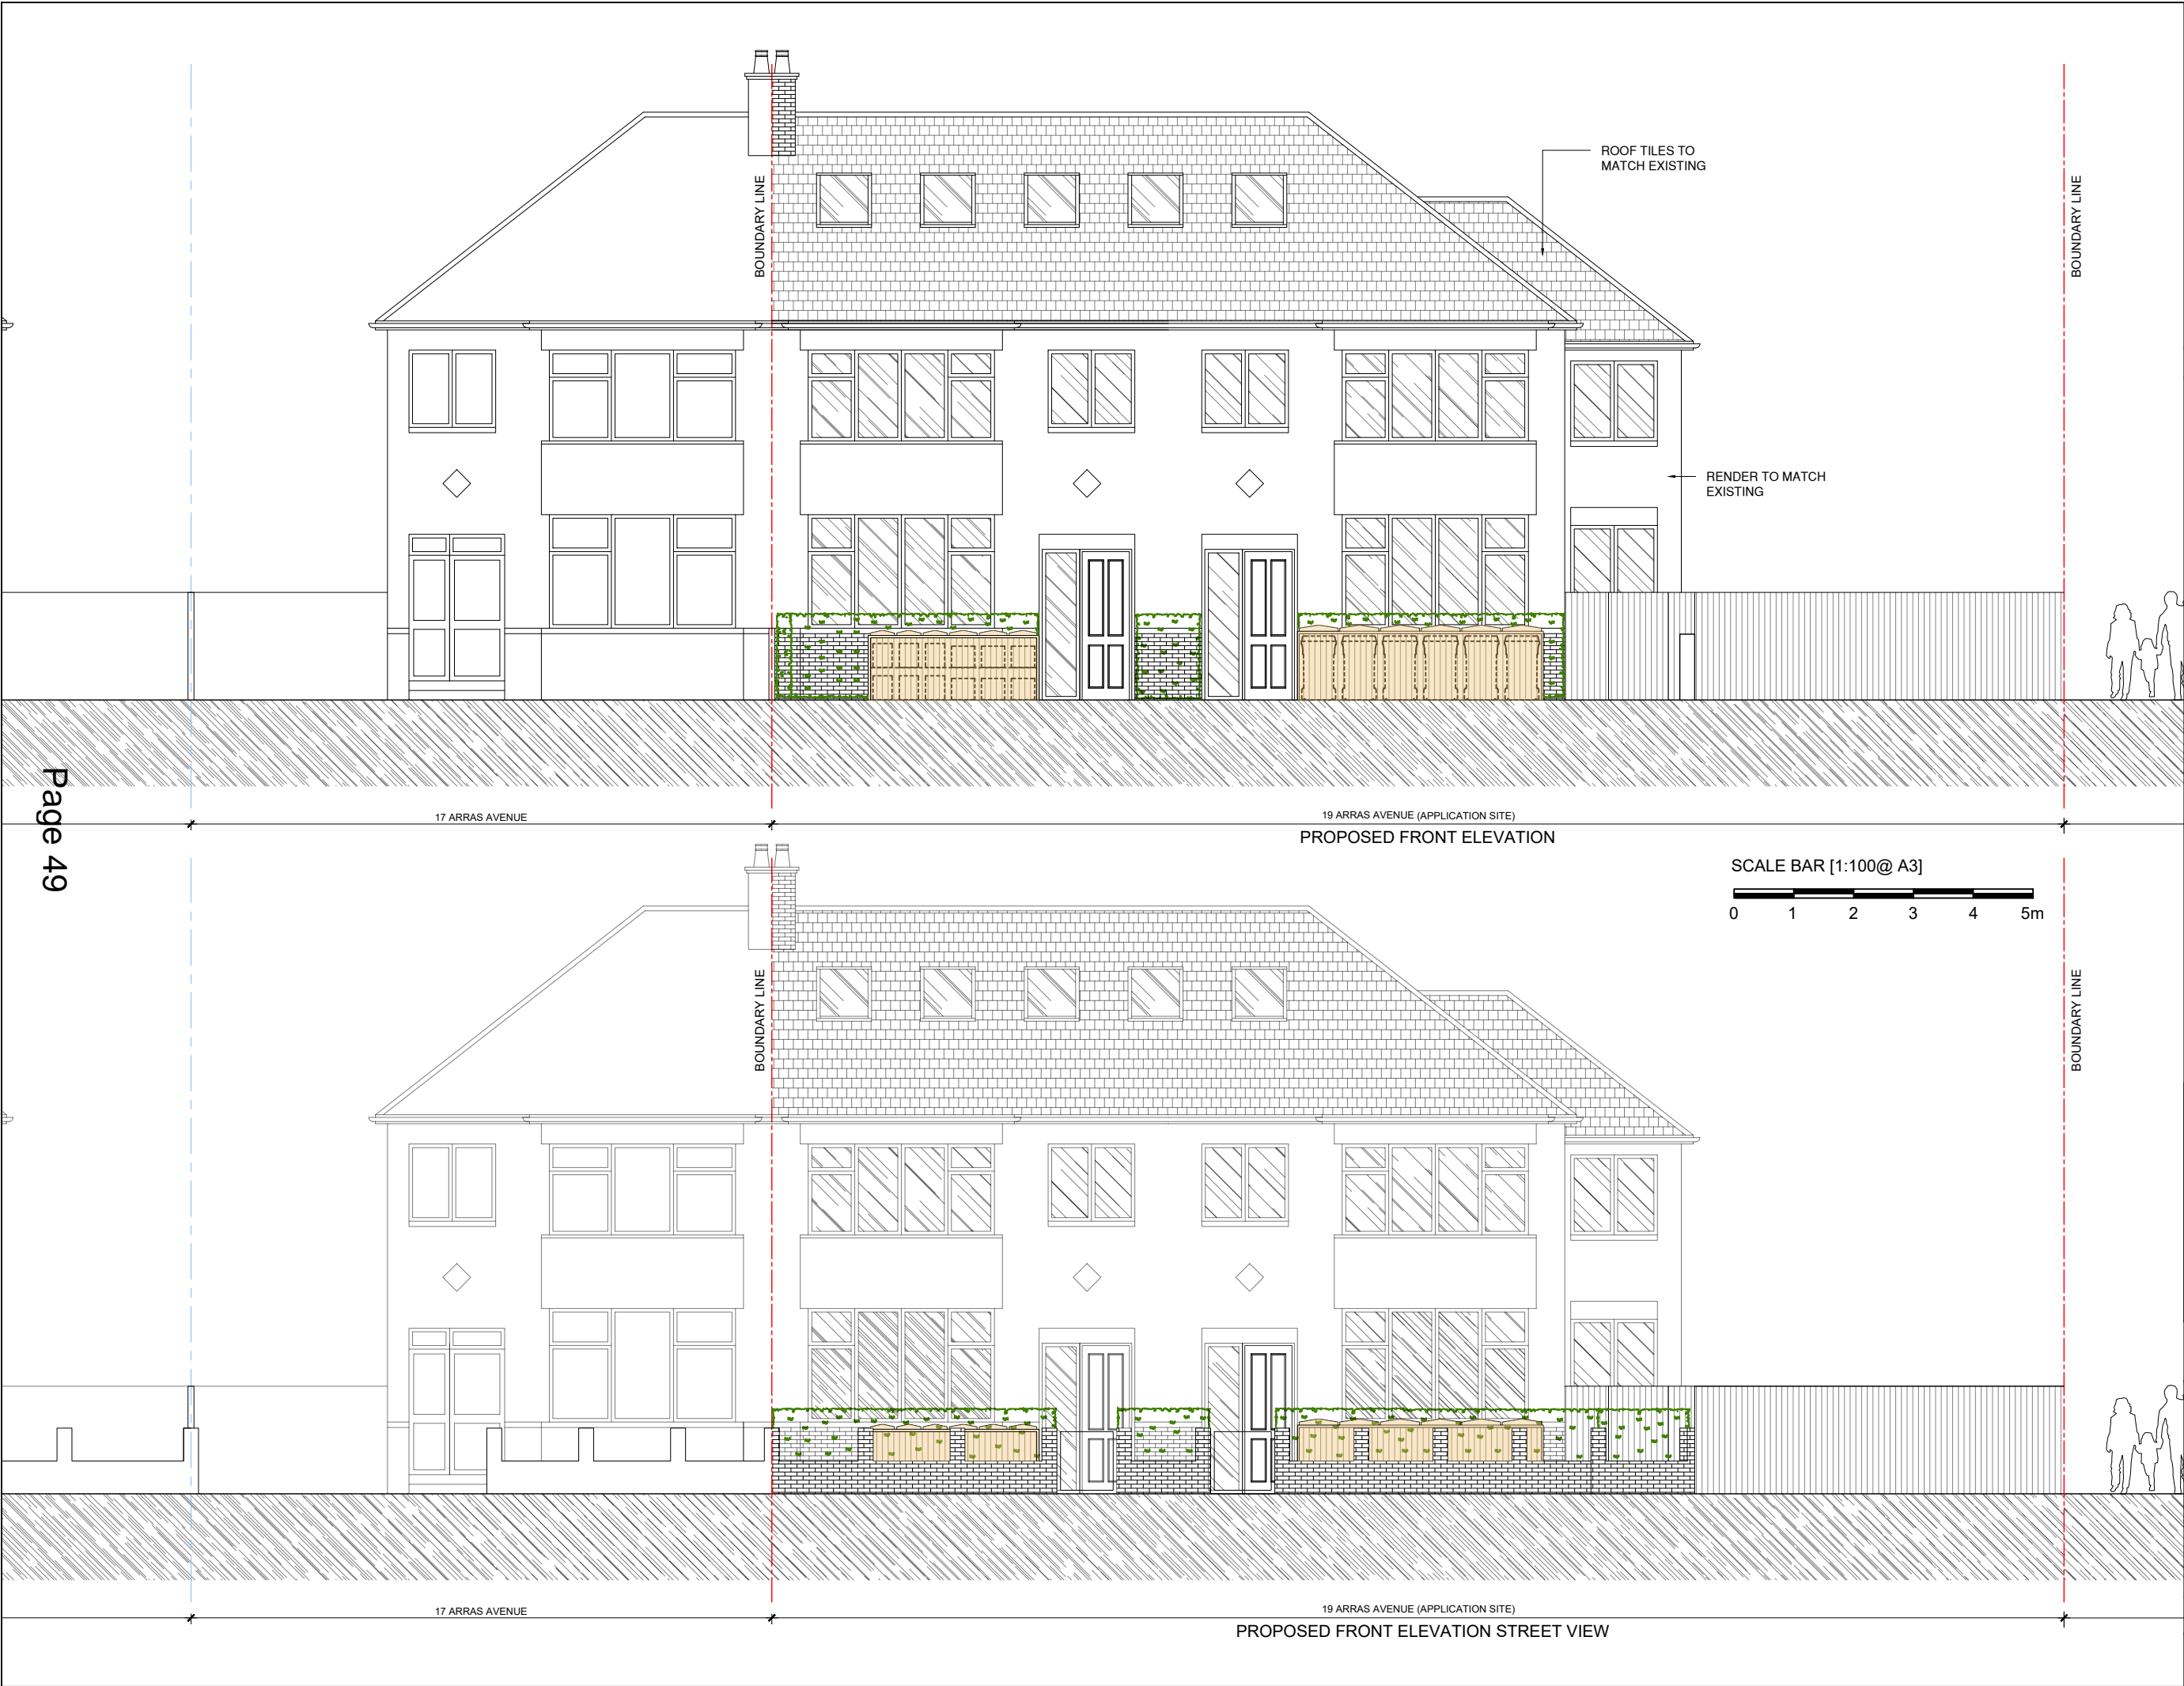 ROOF TILES TO
MATCH EXISTING
BOUNDARY LINE
BOUNDARY LINE
RENDER TO MATCH
EXISTING
17 ARRAS AVENUE
19 ARRAS AVENUE (APPLICATION SITE)
PROPOSED FRONT ELEVATION
Page 49
SCALE BAR [1:100@ A3]
0 1 2 3 4 5m
BOUNDARY LINE
BOUNDARY LINE
17 ARRAS AVENUE
19 ARRAS AVENUE (APPLICATION SITE)
PROPOSED FRONT ELEVATION STREET VIEW